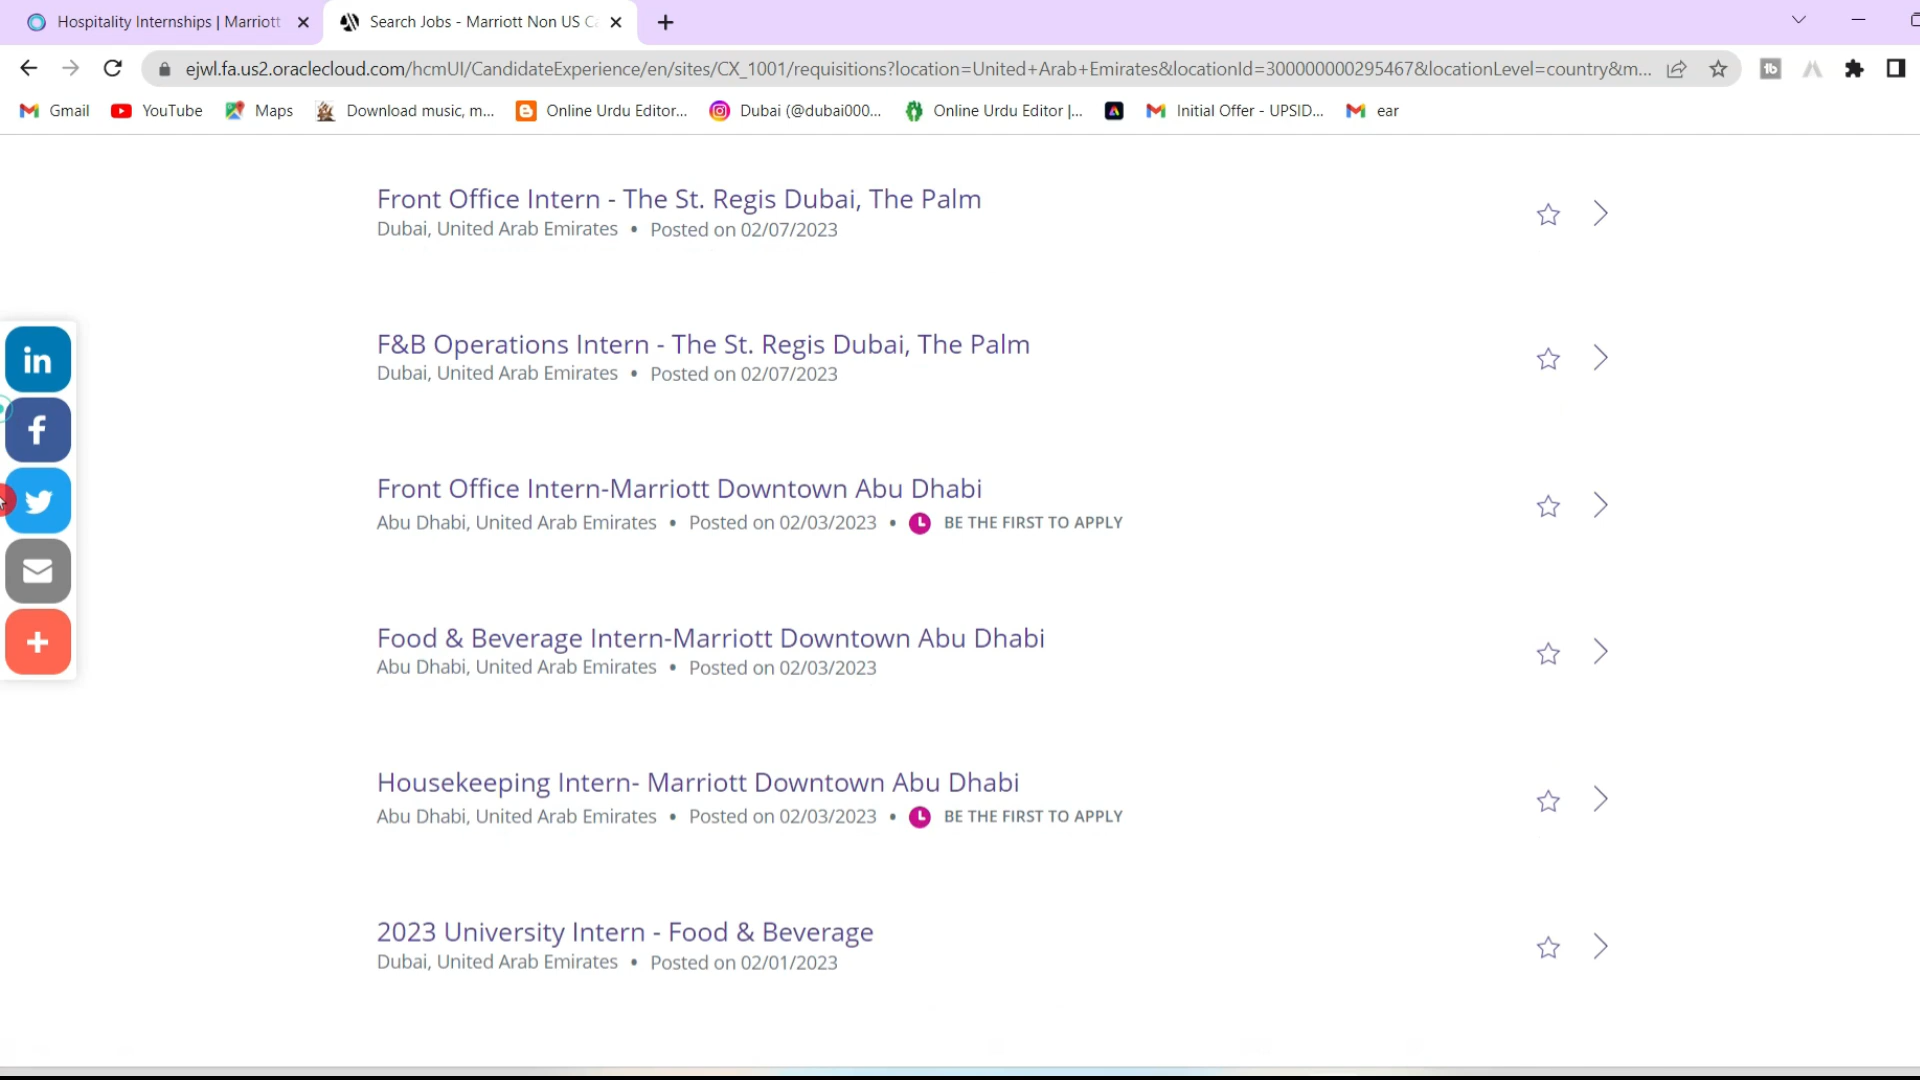 Hospitality Internships | Marriott
Search Jobs - Marriott Non US Ca
ejwl.fa.us2.oraclecloud.com/hcmUI/CandidateExperience/en/sites/CX_1001/requisitions?location=United+Arab+Emirates&locationId=300000000295467&locationLevel=country&m...
Gmail YouTube Maps Download music, m... Online Urdu Editor... Dubai (@dubai000... Online Urdu Editor |... Initial Offer - UPSID... ear
Front Office Intern - The St. Regis Dubai, The Palm
Dubai, United Arab Emirates • Posted on 02/07/2023
F&B Operations Intern - The St. Regis Dubai, The Palm
Dubai, United Arab Emirates • Posted on 02/07/2023
Front Office Intern-Marriott Downtown Abu Dhabi
Abu Dhabi, United Arab Emirates • Posted on 02/03/2023 • BE THE FIRST TO APPLY
Food & Beverage Intern-Marriott Downtown Abu Dhabi
Abu Dhabi, United Arab Emirates • Posted on 02/03/2023
Housekeeping Intern- Marriott Downtown Abu Dhabi
Abu Dhabi, United Arab Emirates • Posted on 02/03/2023 • BE THE FIRST TO APPLY
2023 University Intern - Food & Beverage
Dubai, United Arab Emirates • Posted on 02/01/2023